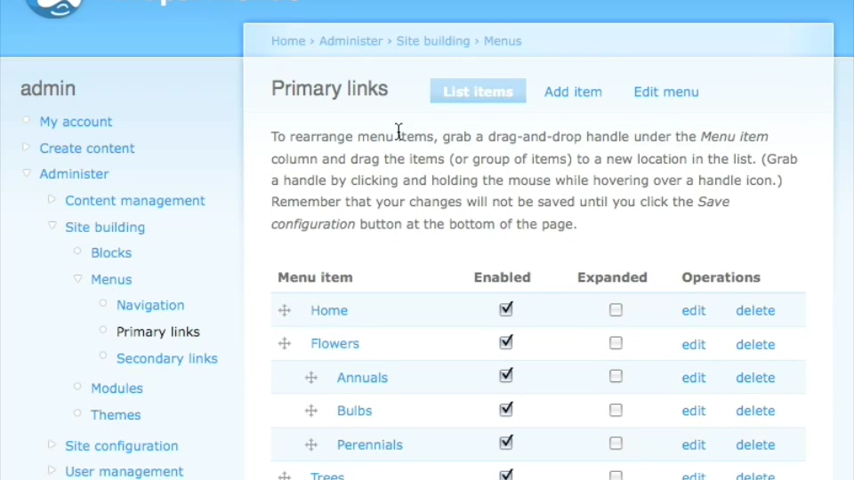 Home › Administer › Site building › Menus
admin
My account
Create content
Administer
Content management
Site building
Blocks
Menus
Navigation
Primary links
Secondary links
Modules
Themes
Site configuration
User management
Primary links
List items
Add item
Edit menu
To rearrange menu items, grab a drag-and-drop handle under the Menu item
column and drag the items (or group of items) to a new location in the list. (Grab
a handle by clicking and holding the mouse while hovering over a handle icon.)
Remember that your changes will not be saved until you click the Save
configuration button at the bottom of the page.
Menu item Enabled Expanded Operations
Home edit delete
Flowers edit delete
Annuals edit delete
Bulbs edit delete
Perennials edit delete
Trees edit delete